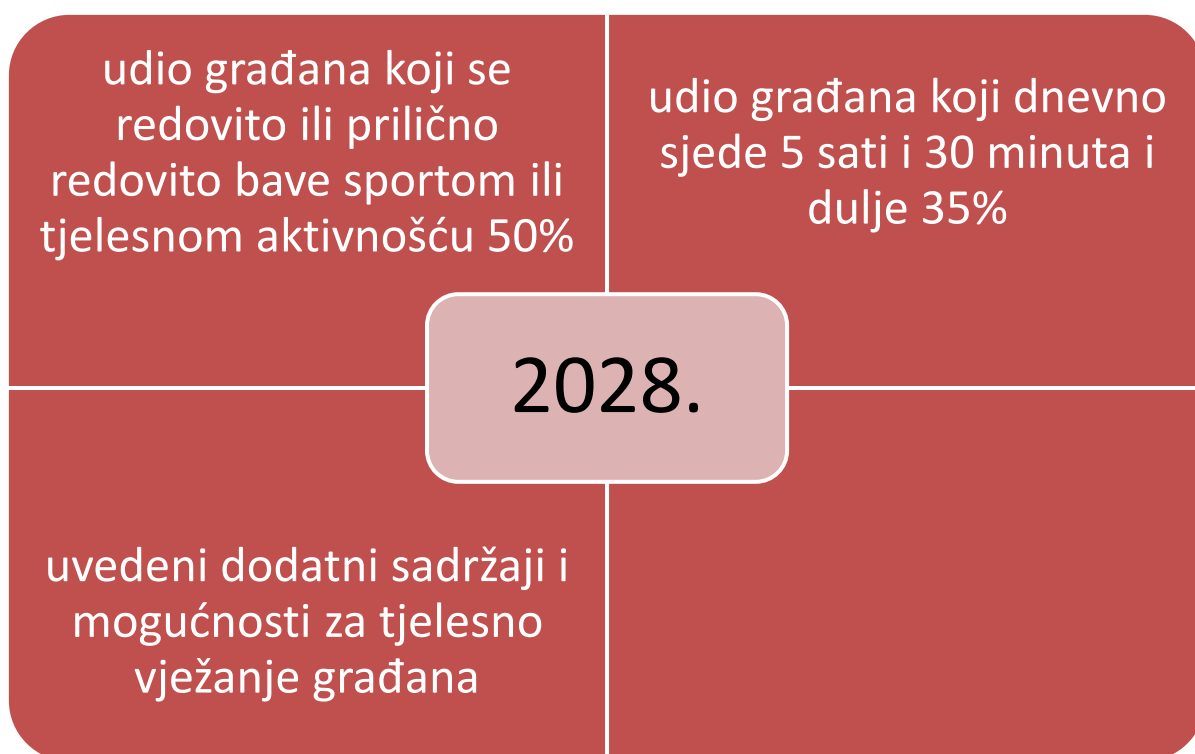 udio građana koji se
redovito ili prilično
redovito bave sportom ili
tjelesnom aktivnošću 50%
udio građana koji dnevno
sjede 5 sati i 30 minuta i
dulje 35%
2028.
uvedeni dodatni sadržaji i
mogućnosti za tjelesno
vježanje građana